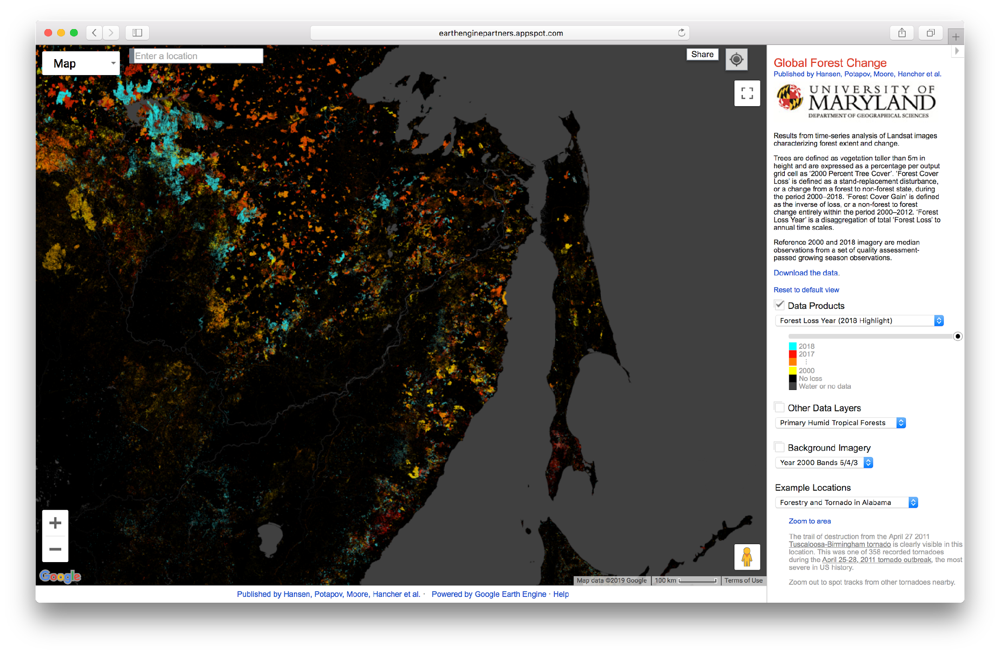 earthenginepartners.appspot.com
Map
Enter a location
Share
Global Forest Change
Published by Hansen, Potapov, Moore, Hancher et al.
UNIVERSITY OF
MARYLAND
DEPARTMENT OF GEOGRAPHICAL SCIENCES
Results from time-series analysis of Landsat images
characterizing forest extent and change.
Trees are defined as vegetation taller than 5m in
height and are expressed as a percentage per output
grid cell as ‘2000 Percent Tree Cover’. ‘Forest Cover
Loss’ is defined as a stand-replacement disturbance,
or a change from a forest to non-forest state, during
the period 2000–2018. ‘Forest Cover Gain’ is defined
as the inverse of loss, or a non-forest to forest
change entirely within the period 2000–2012. ‘Forest
Loss Year’ is a disaggregation of total ‘Forest Loss’ to
annual time scales.
Reference 2000 and 2018 imagery are median
observations from a set of quality assessment-
passed growing season observations.
Download the data.
Reset to default view
Data Products
Forest Loss Year (2018 Highlight)
2018
2017
⋮
2000
No loss
Water or no data
Other Data Layers
Primary Humid Tropical Forests
Background Imagery
Year 2000 Bands 5/4/3
Example Locations
Forestry and Tornado in Alabama
Zoom to area
The trail of destruction from the April 27 2011
Tuscaloosa-Birmingham tornado is clearly visible in this
location. This was one of 358 recorded tornadoes
during the April 25-28, 2011 tornado outbreak, the most
severe in US history.
Zoom out to spot tracks from other tornadoes nearby.
Google
Map data ©2019 Google
100 km
Terms of Use
Published by Hansen, Potapov, Moore, Hancher et al. · Powered by Google Earth Engine · Help